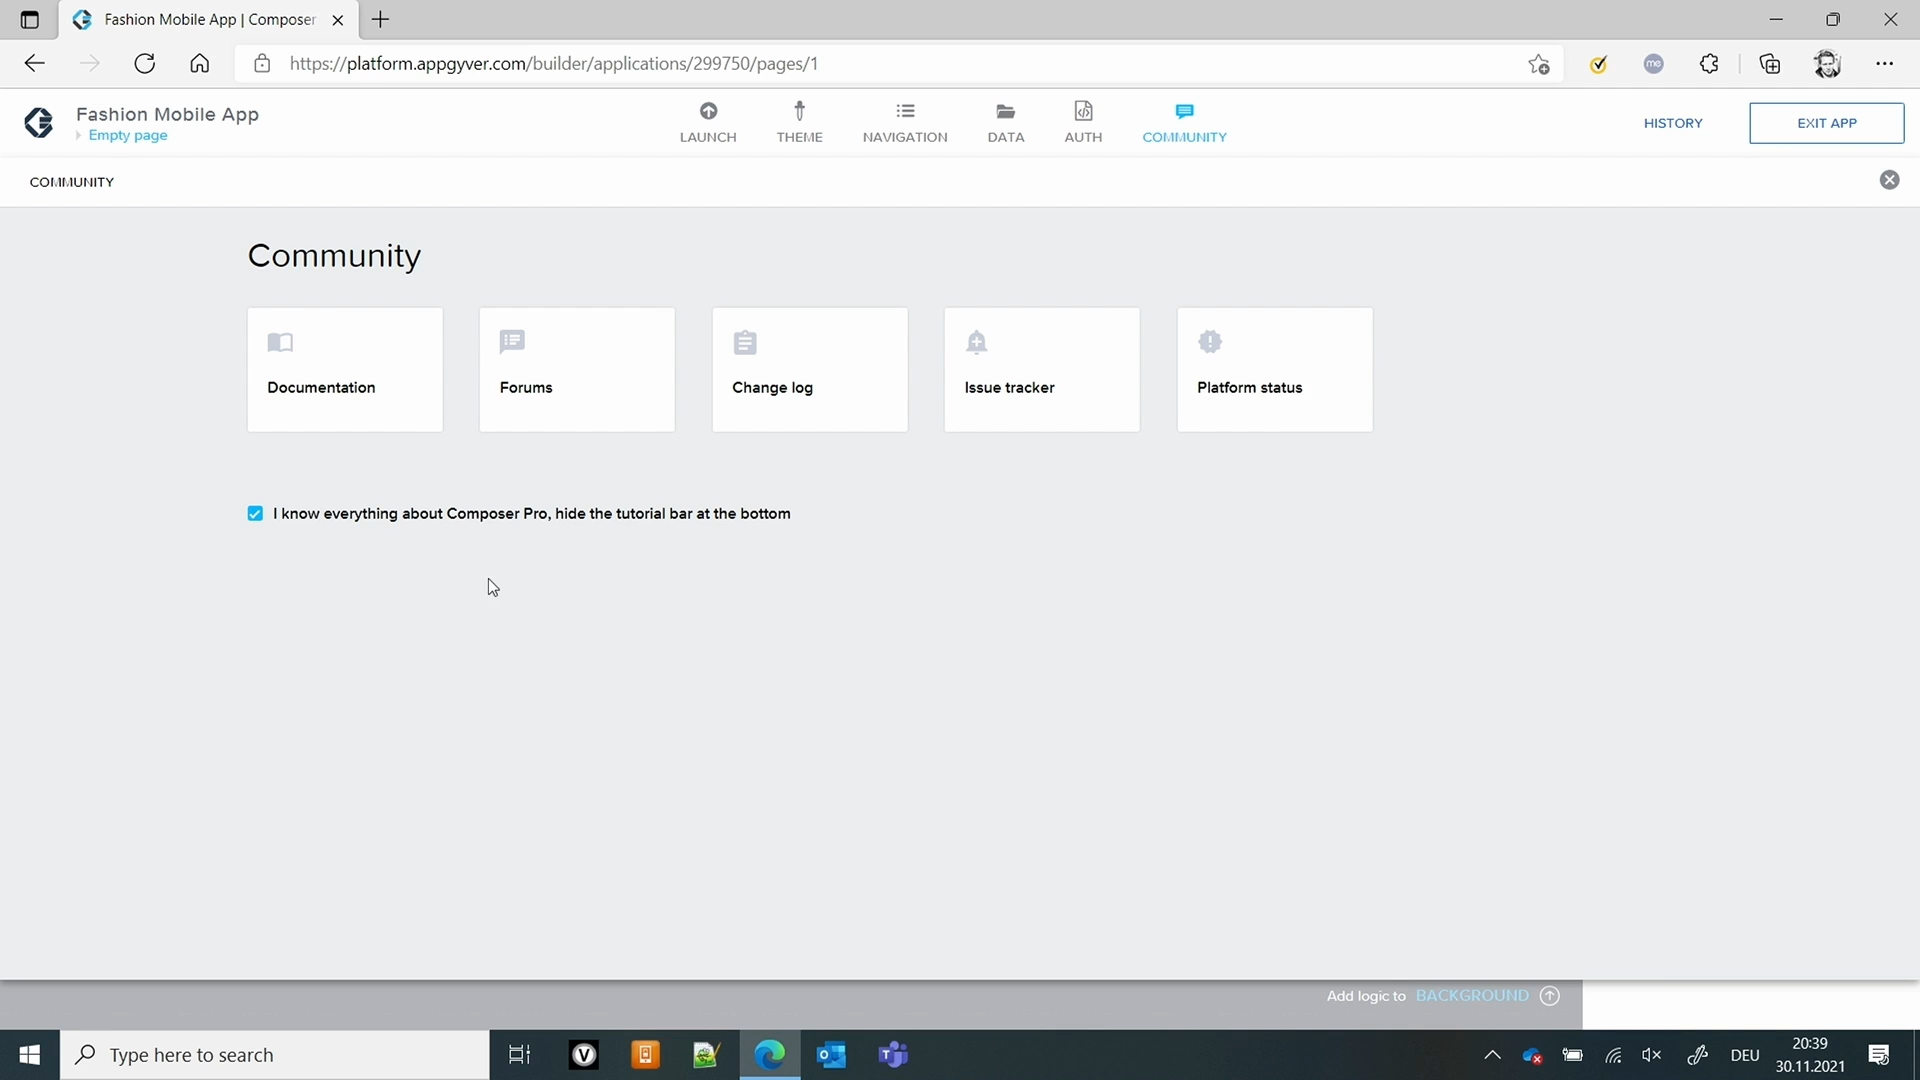 Fashion Mobile App | Composer
https://platform.appgyver.com/builder/applications/299750/pages/1
me
Fashion Mobile App
Empty page
LAUNCH
THEME
NAVIGATION
DATA
AUTH
COMMUNITY
HISTORY
EXIT APP
COMMUNITY
Community
Documentation
Forums
Change log
Issue tracker
Platform status
I know everything about Composer Pro, hide the tutorial bar at the bottom
Add logic to BACKGROUND
Type here to search
DEU
20:39
30.11.2021